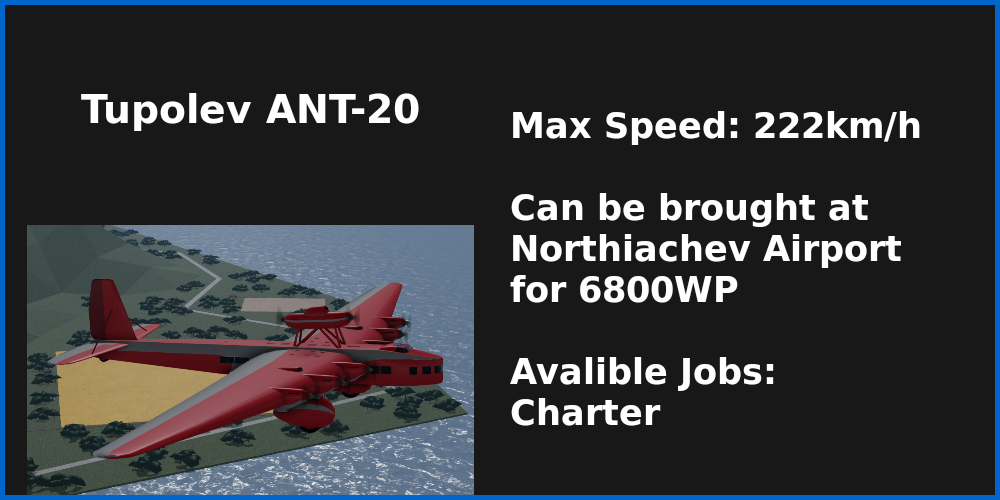 Tupolev ANT-20
Max Speed: 222km/h
Can be brought at
Northiachev Airport
for 6800WP
Avalible Jobs:
Charter